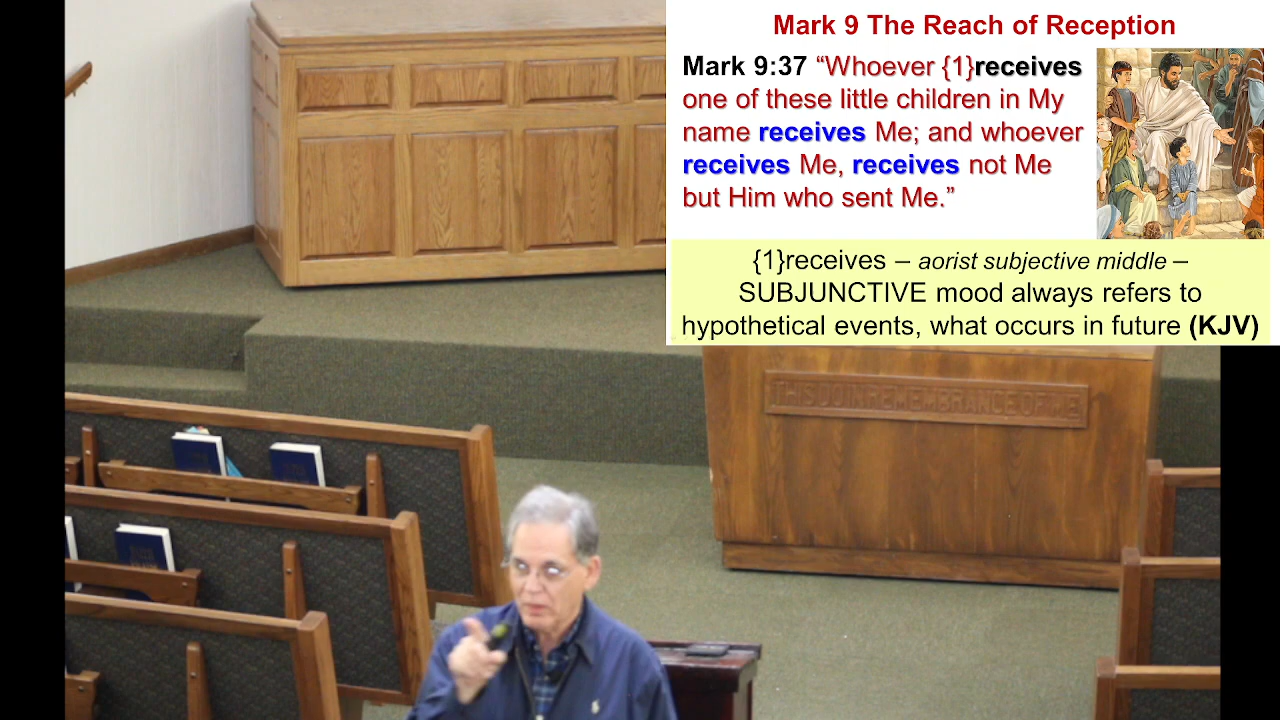 Mark 9 The Reach of Reception
Mark 9:37 “Whoever {1}receives
one of these little children in My
name receives Me; and whoever
receives Me, receives not Me
but Him who sent Me.”
{1}receives – aorist subjective middle –
SUBJUNCTIVE mood always refers to
hypothetical events, what occurs in future (KJV)
THIS DO IN REMEMBRANCE OF ME